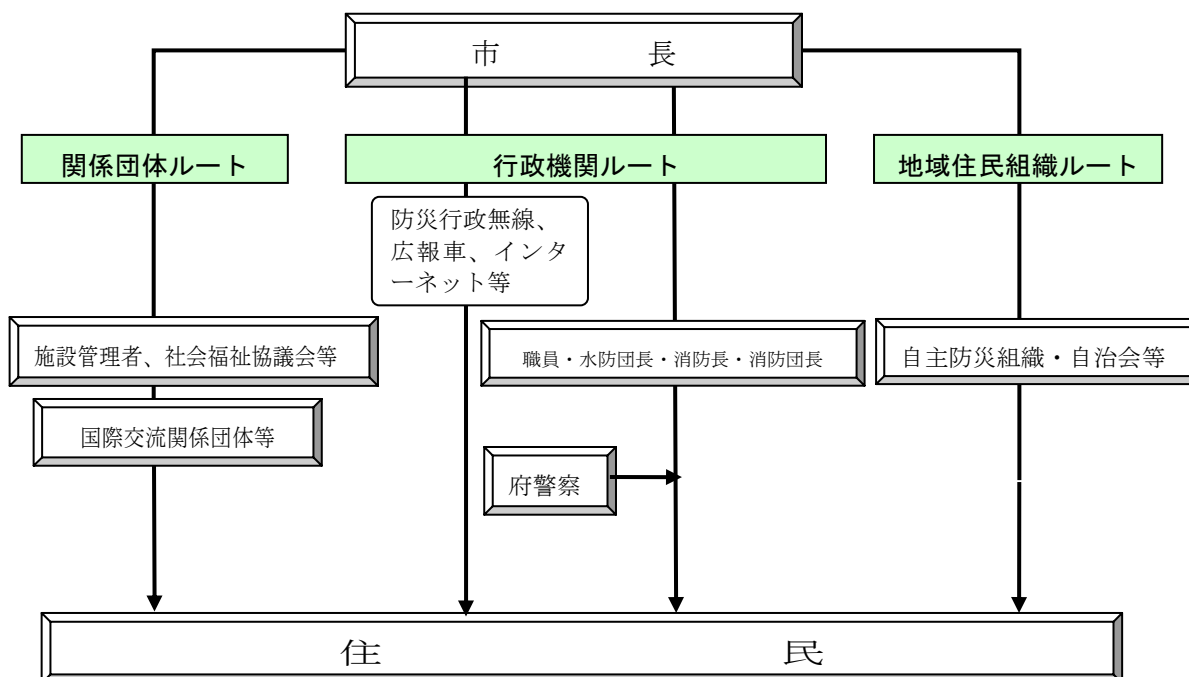 市 長
関係団体ルート
行政機関ルート
地域住民組織ルート
防災行政無線、
広報車、インタ
ーネット等
施設管理者、社会福祉協議会等
職員・水防団長・消防長・消防団長
自主防災組織・自治会等
国際交流関係団体等
府警察
住 民